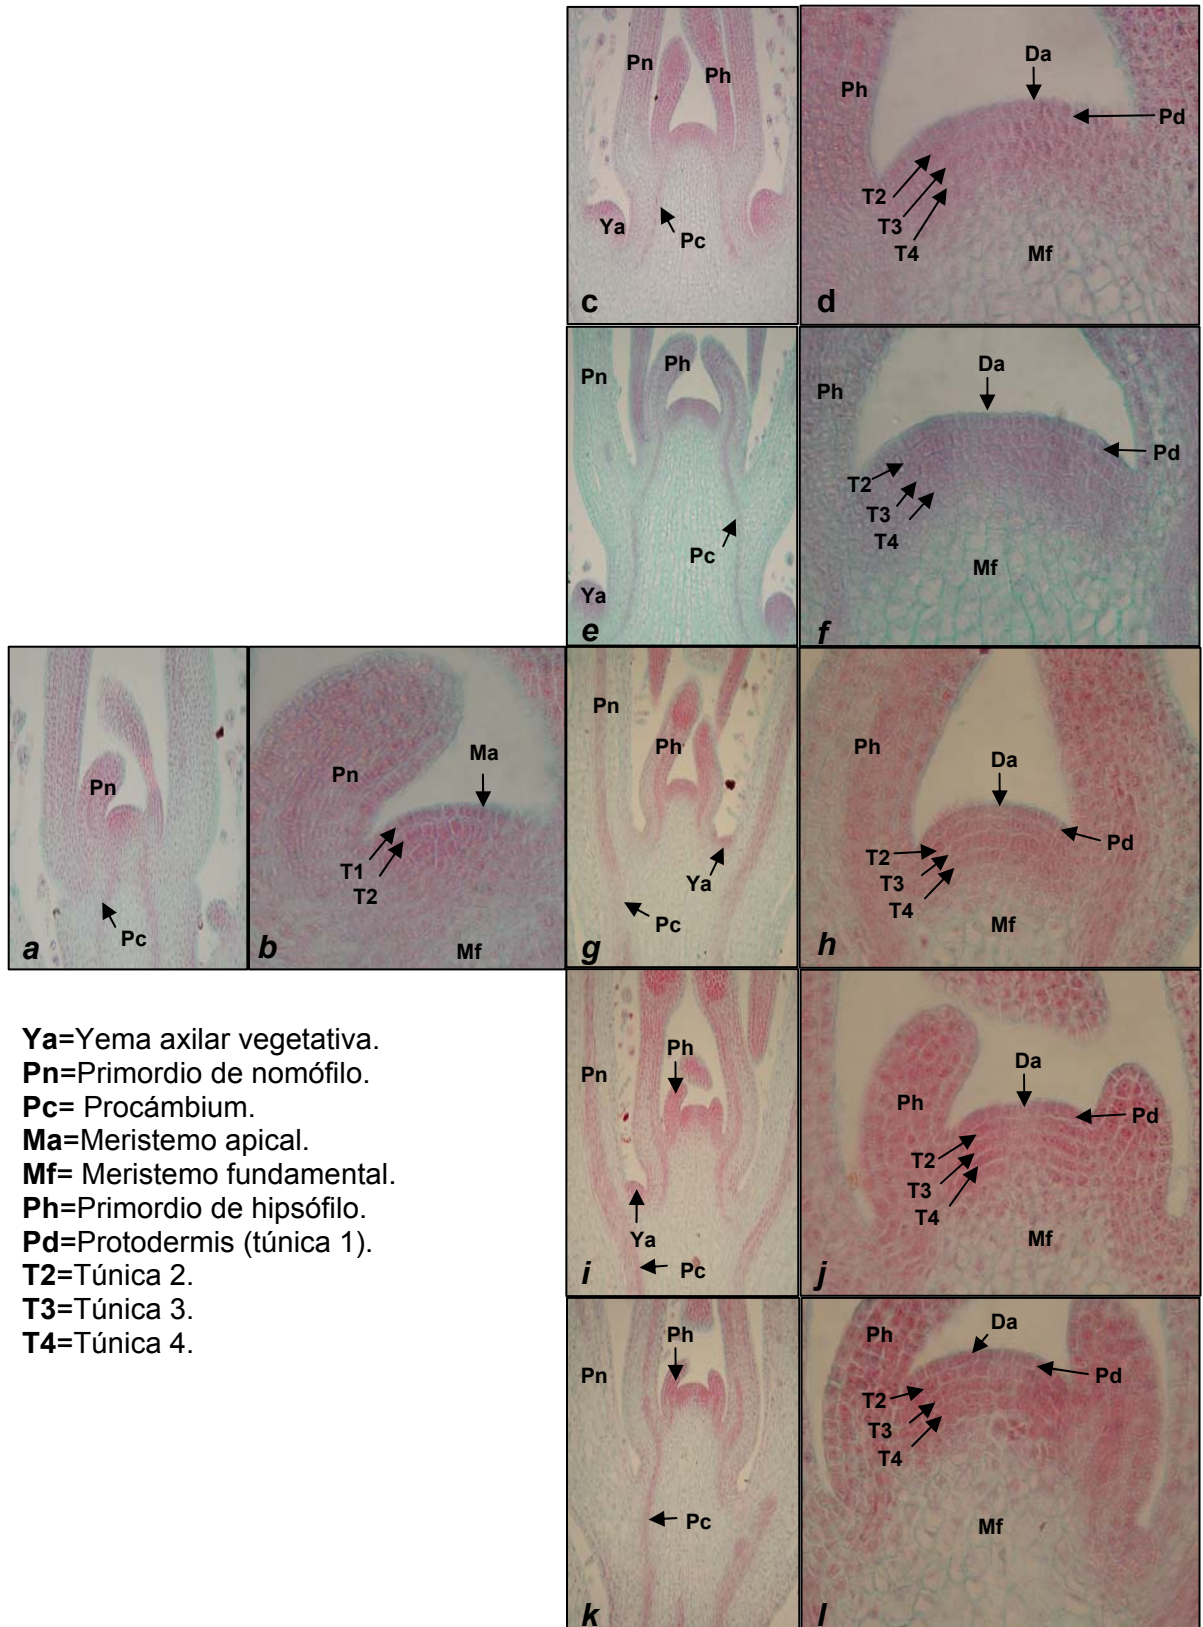 Pn Ph
Ya Pc
c
Da
Ph
Pd
T2
T3
T4
Mf
d
Ph
Pn
Pc
Ya
e
Da
Ph
Pd
T2
T3
T4
Mf
f
Pn
Pc
a
Ma
Pn
T1
T2
Mf
b
Pn
Ph
Ya
Pc
g
Ph
Da
Pd
T2
T3
T4
Mf
h
Ph
Pn
Ya
Pc
i
Da
Ph
Pd
T2
T3
T4
Mf
j
Ph
Pn
Pc
k
Da
Ph
Pd
T2
T3
T4
Mf
l
Ya=Yema axilar vegetativa.
Pn=Primordio de nomófilo.
Pc= Procámbium.
Ma=Meristemo apical.
Mf= Meristemo fundamental.
Ph=Primordio de hipsófilo.
Pd=Protodermis (túnica 1).
T2=Túnica 2.
T3=Túnica 3.
T4=Túnica 4.